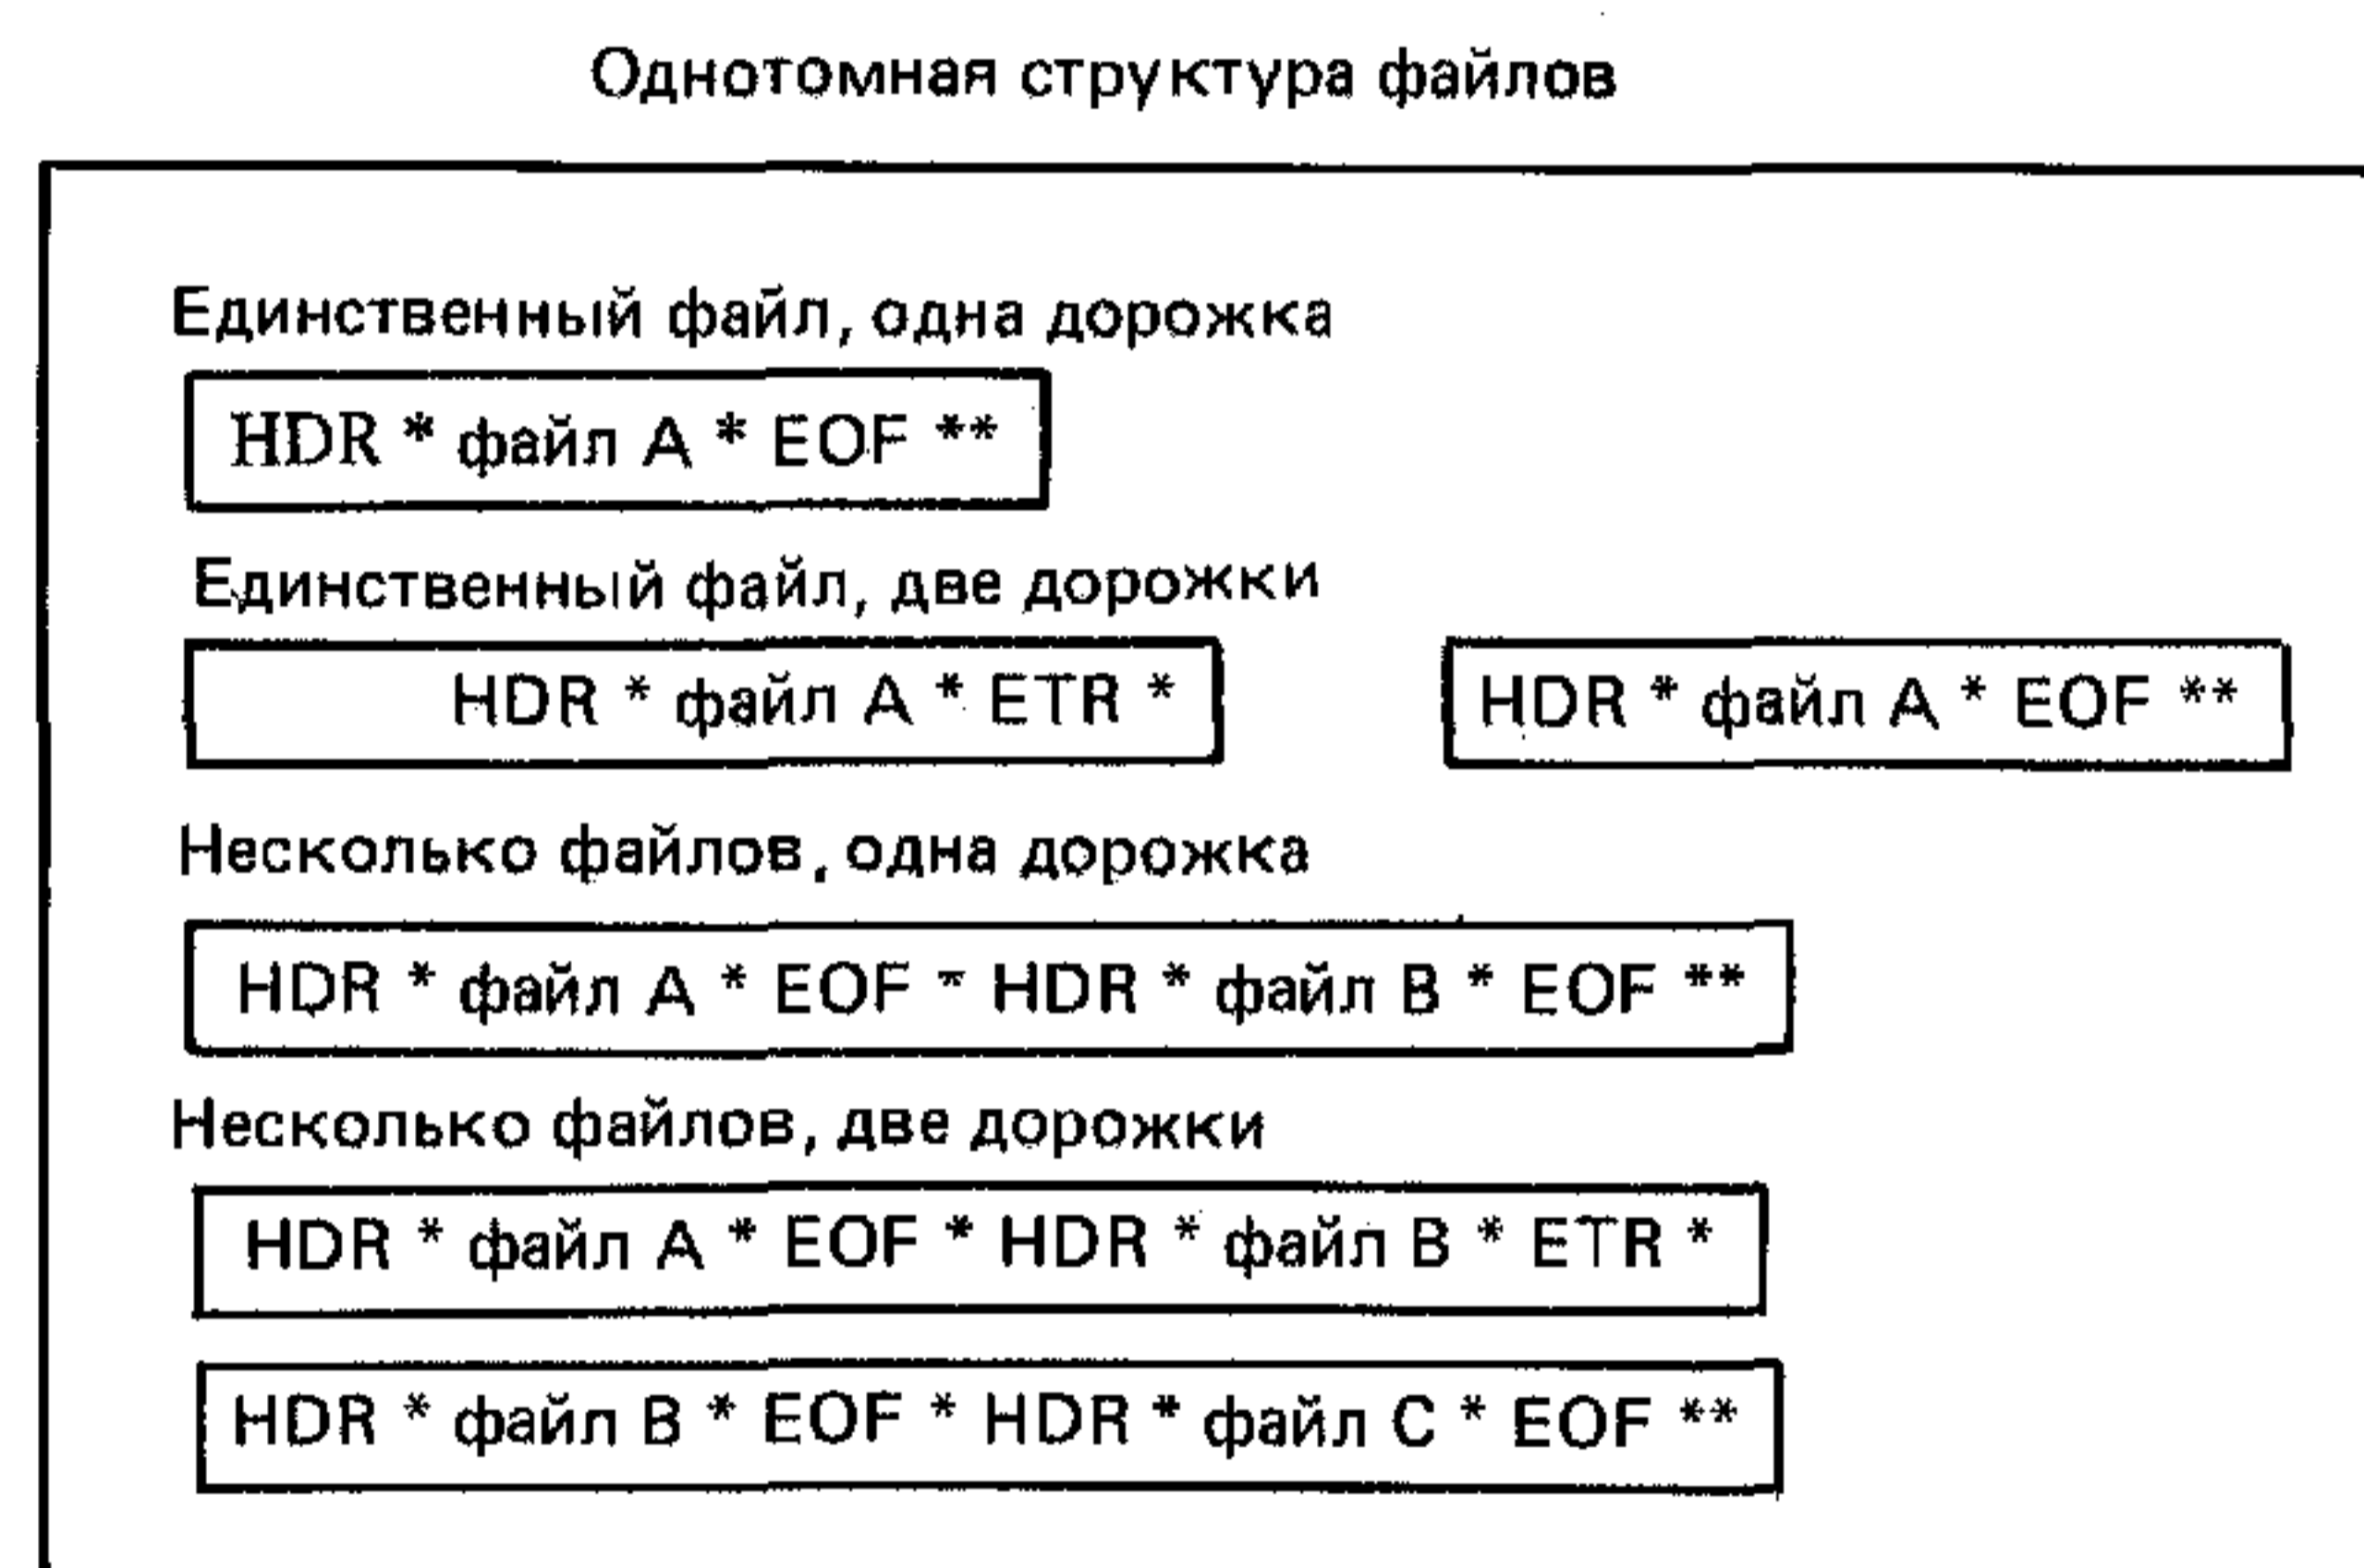 Однотомная структура файлов
Единственный файл, одна дорожка
HDR * файл A * EOF **
Единственный файл, две дорожки
HDR * файл A * ETR *
HDR * файл A * EOF **
Несколько файлов, одна дорожка
HDR * файл A * EOF * HDR * файл B * EOF **
Несколько файлов, две дорожки
HDR * файл A * EOF * HDR * файл B * ETR *
HDR * файл B * EOF * HDR * файл C * EOF **